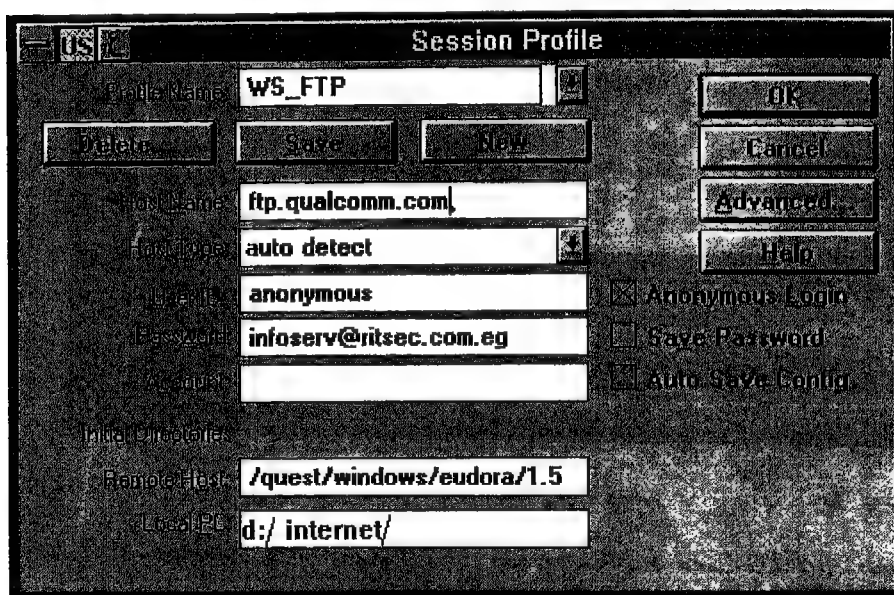 Session Profile
Profile Name: WS_FTP
OK
Delete... Save New
Cancel
Host Name: ftp.qualcomm.com
Advanced...
Host Type: auto detect
Help
User ID: anonymous
Anonymous Login
Password: infoserv@ritsec.com.eg
Save Password
Account:
Auto Save Config
Initial Directories
Remote Host: /quest/windows/eudora/1.5
Local PC: d:/ internet/